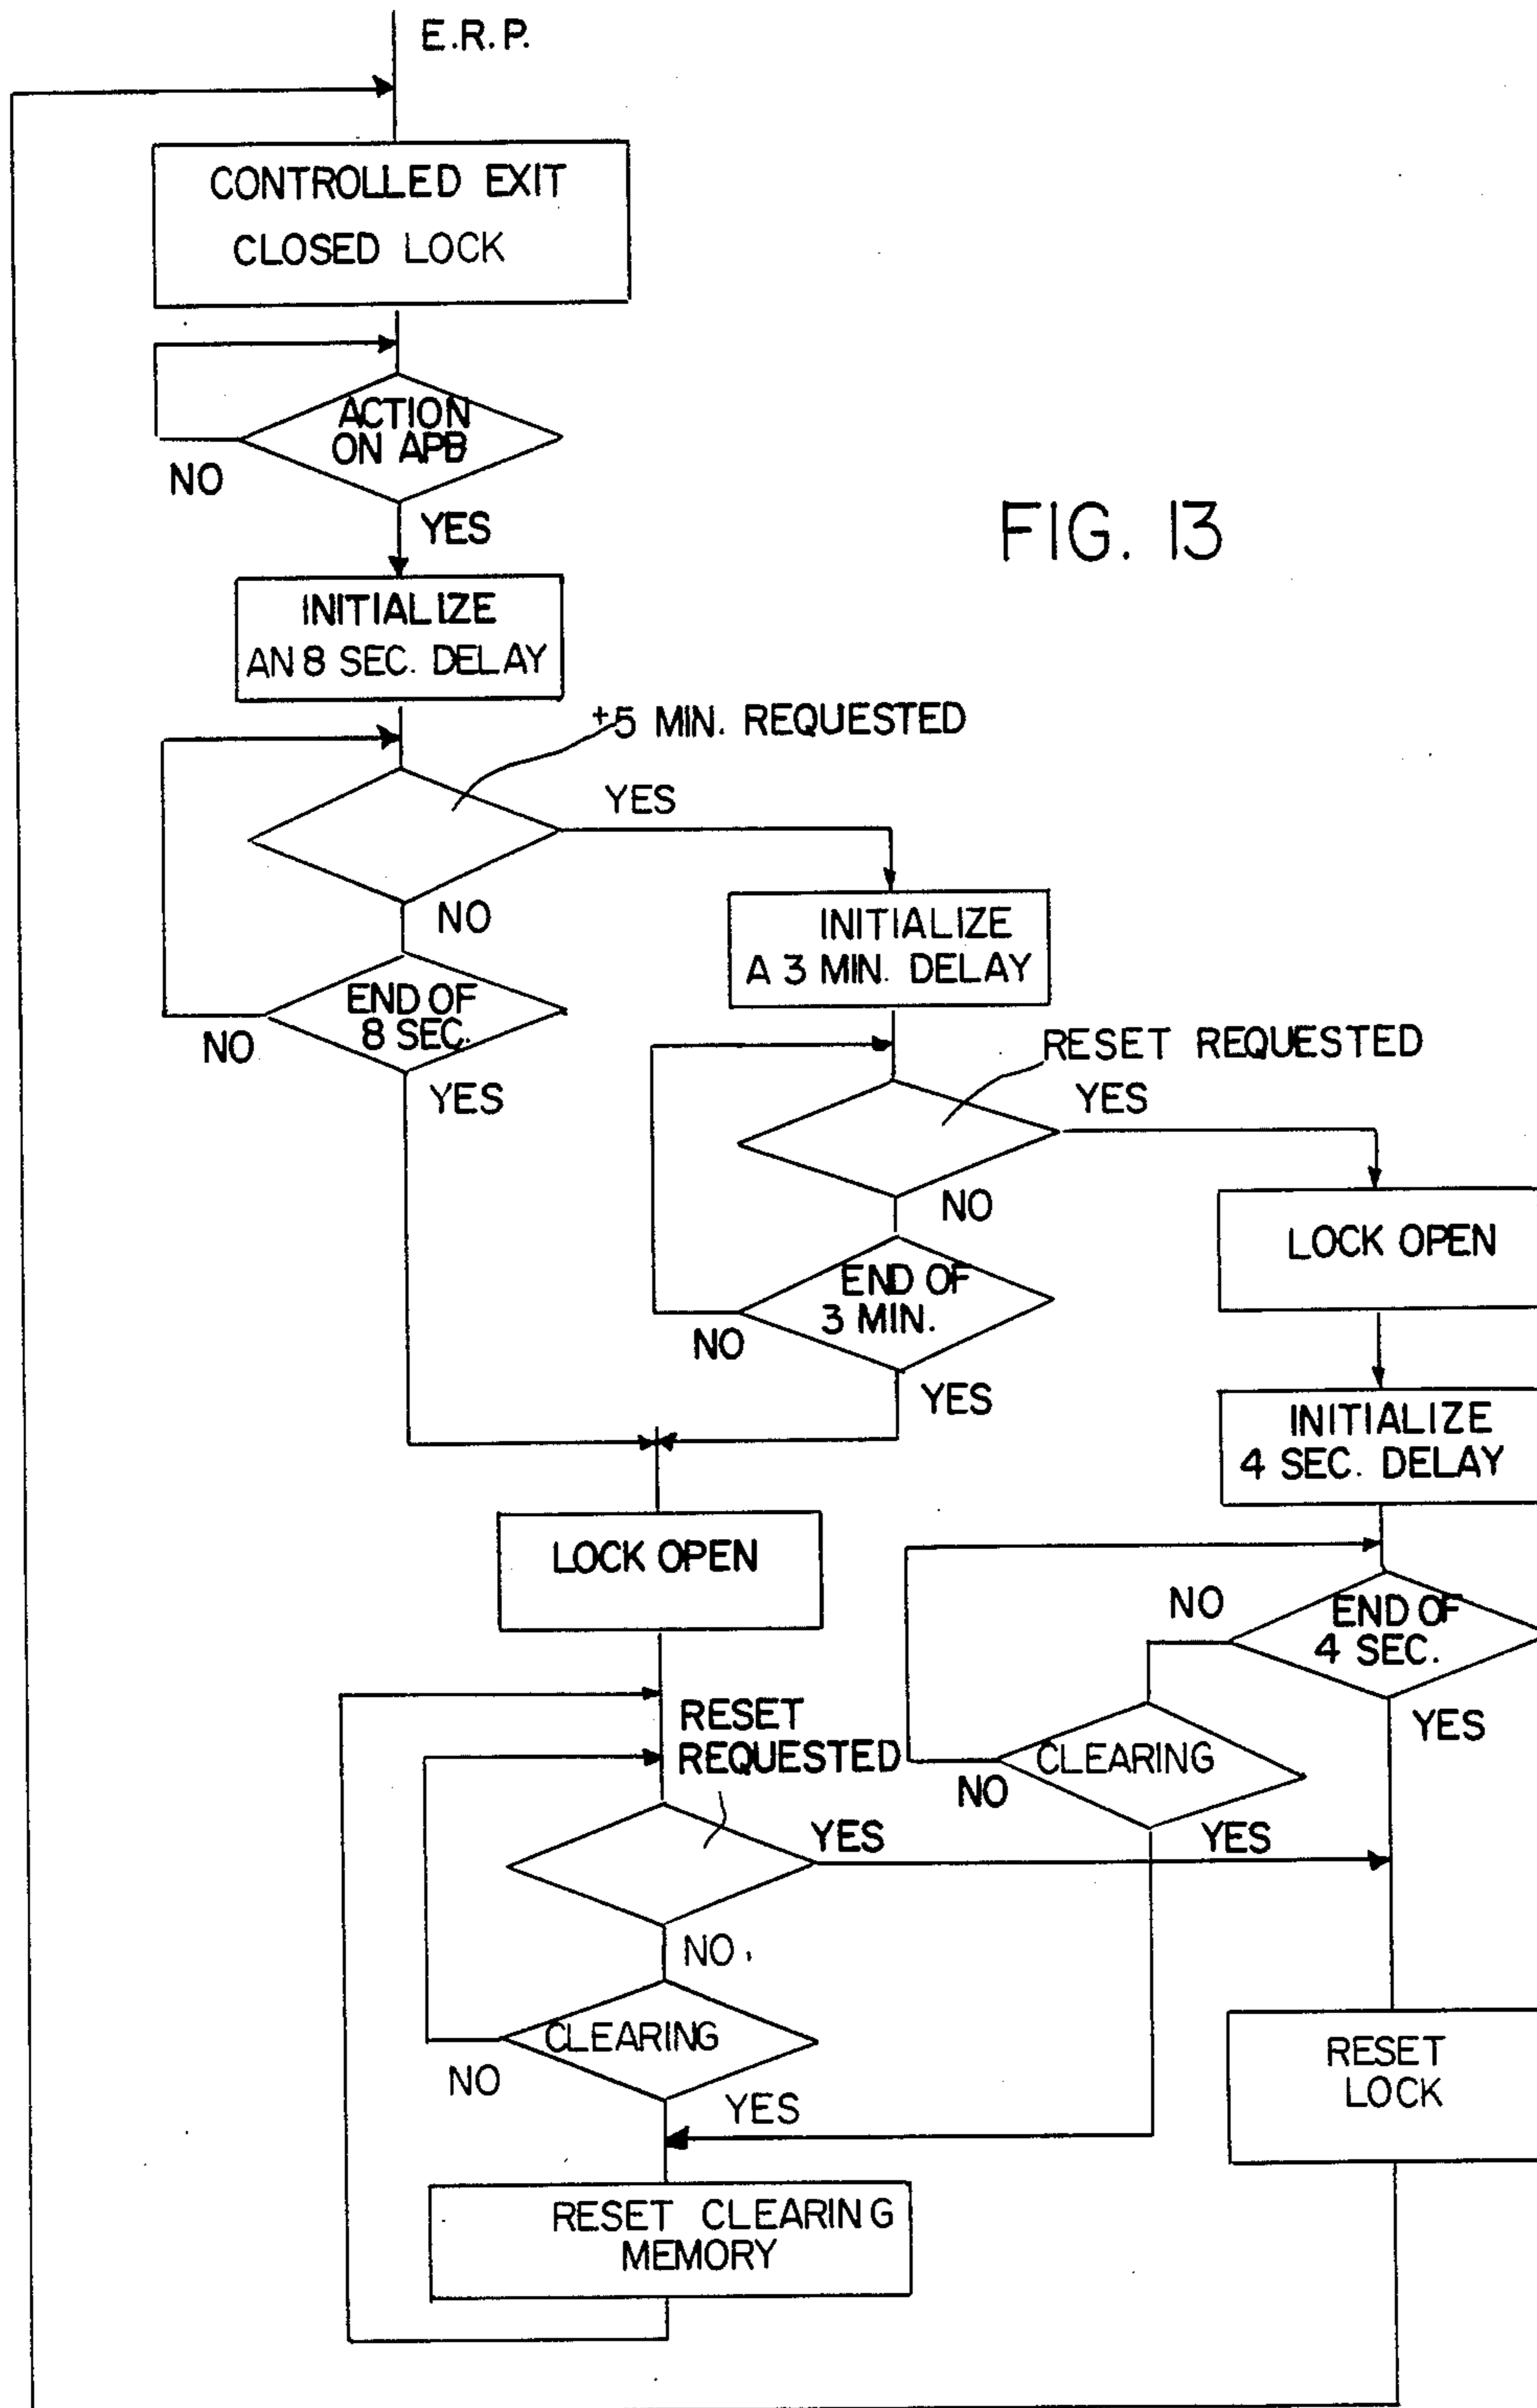 E.R.P.
CONTROLLED EXIT
CLOSED LOCK
ACTION
ON APB
NO
YES
FIG. 13
INITIALIZE
AN 8 SEC. DELAY
+5 MIN. REQUESTED
YES
NO
INITIALIZE
A 3 MIN. DELAY
END OF
8 SEC.
NO
YES
RESET REQUESTED
YES
NO
LOCK OPEN
END OF
3 MIN.
NO
YES
INITIALIZE
4 SEC. DELAY
LOCK OPEN
NO
END OF
4 SEC.
YES
RESET
REQUESTED
CLEARING
NO
YES
YES
NO.
CLEARING
NO
YES
RESET
LOCK
RESET CLEARING
MEMORY